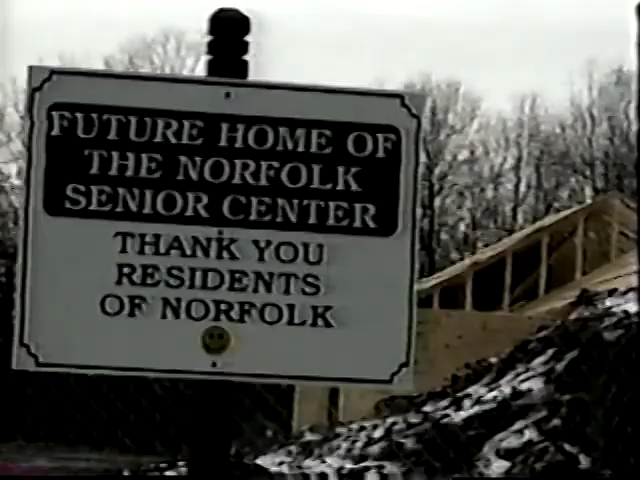 FUTURE HOME OF
THE NORFOLK
SENIOR CENTER
THANK YOU
RESIDENTS
OF NORFOLK